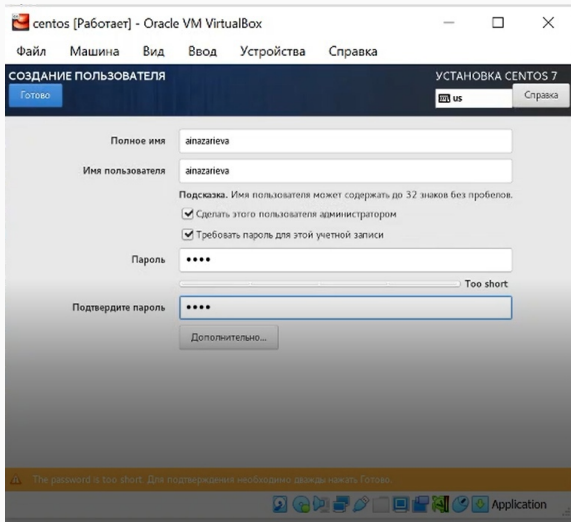 centos [Работает] - Oracle VM VirtualBox
Файл Машина Вид Ввод Устройства Справка
СОЗДАНИЕ ПОЛЬЗОВАТЕЛЯ УСТАНОВКА CENTOS 7
Готово us Справка
Полное имя ainazarieva
Имя пользователя ainazarieva
Подсказка. Имя пользователя может содержать до 32 знаков без пробелов.
Сделать этого пользователя администратором
Требовать пароль для этой учетной записи
Пароль ••••
Too short
Подтвердите пароль ••••
Дополнительно...
The password is too short. Для подтверждения необходимо дважды нажать Готово.
Application